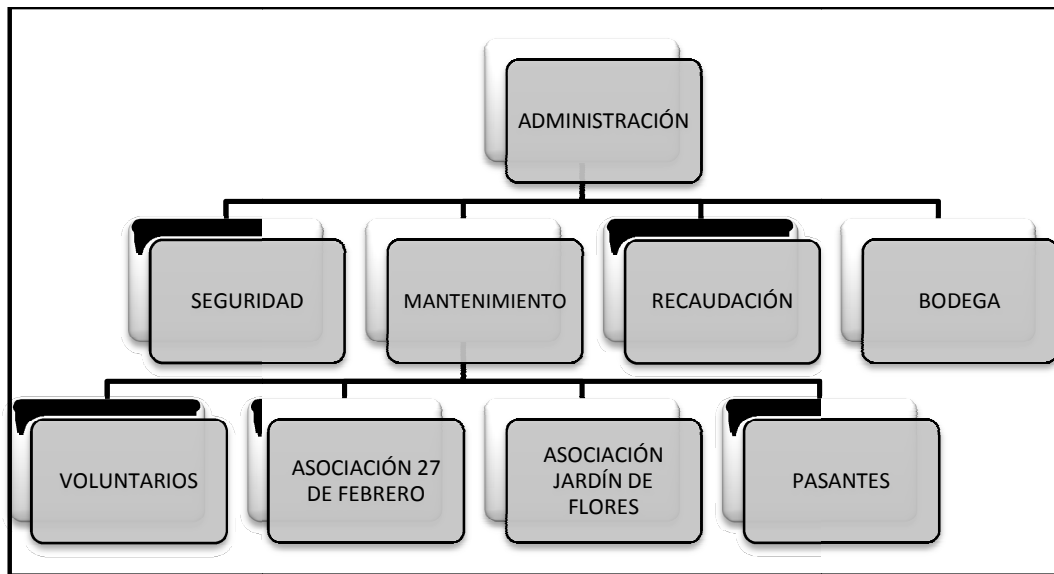 ADMINISTRACIÓN
SEGURIDAD
MANTENIMIENTO
RECAUDACIÓN
BODEGA
VOLUNTARIOS
ASOCIACIÓN 27
DE FEBRERO
ASOCIACIÓN
JARDÍN DE
FLORES
PASANTES